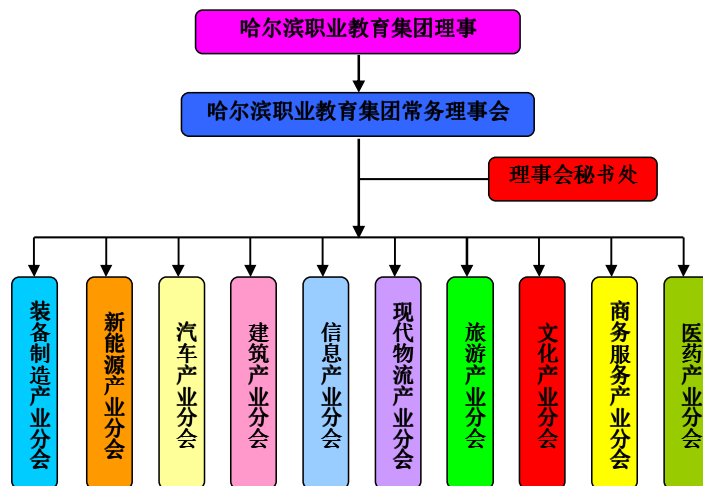 哈尔滨职业教育集团理事
哈尔滨职业教育集团常务理事会
理事会秘书处
装备制造产业分会
新能源产业分会
汽车产业分会
建筑产业分会
信息产业分会
现代物流产业分会
旅游产业分会
文化产业分会
商务服务产业分会
医药产业分会